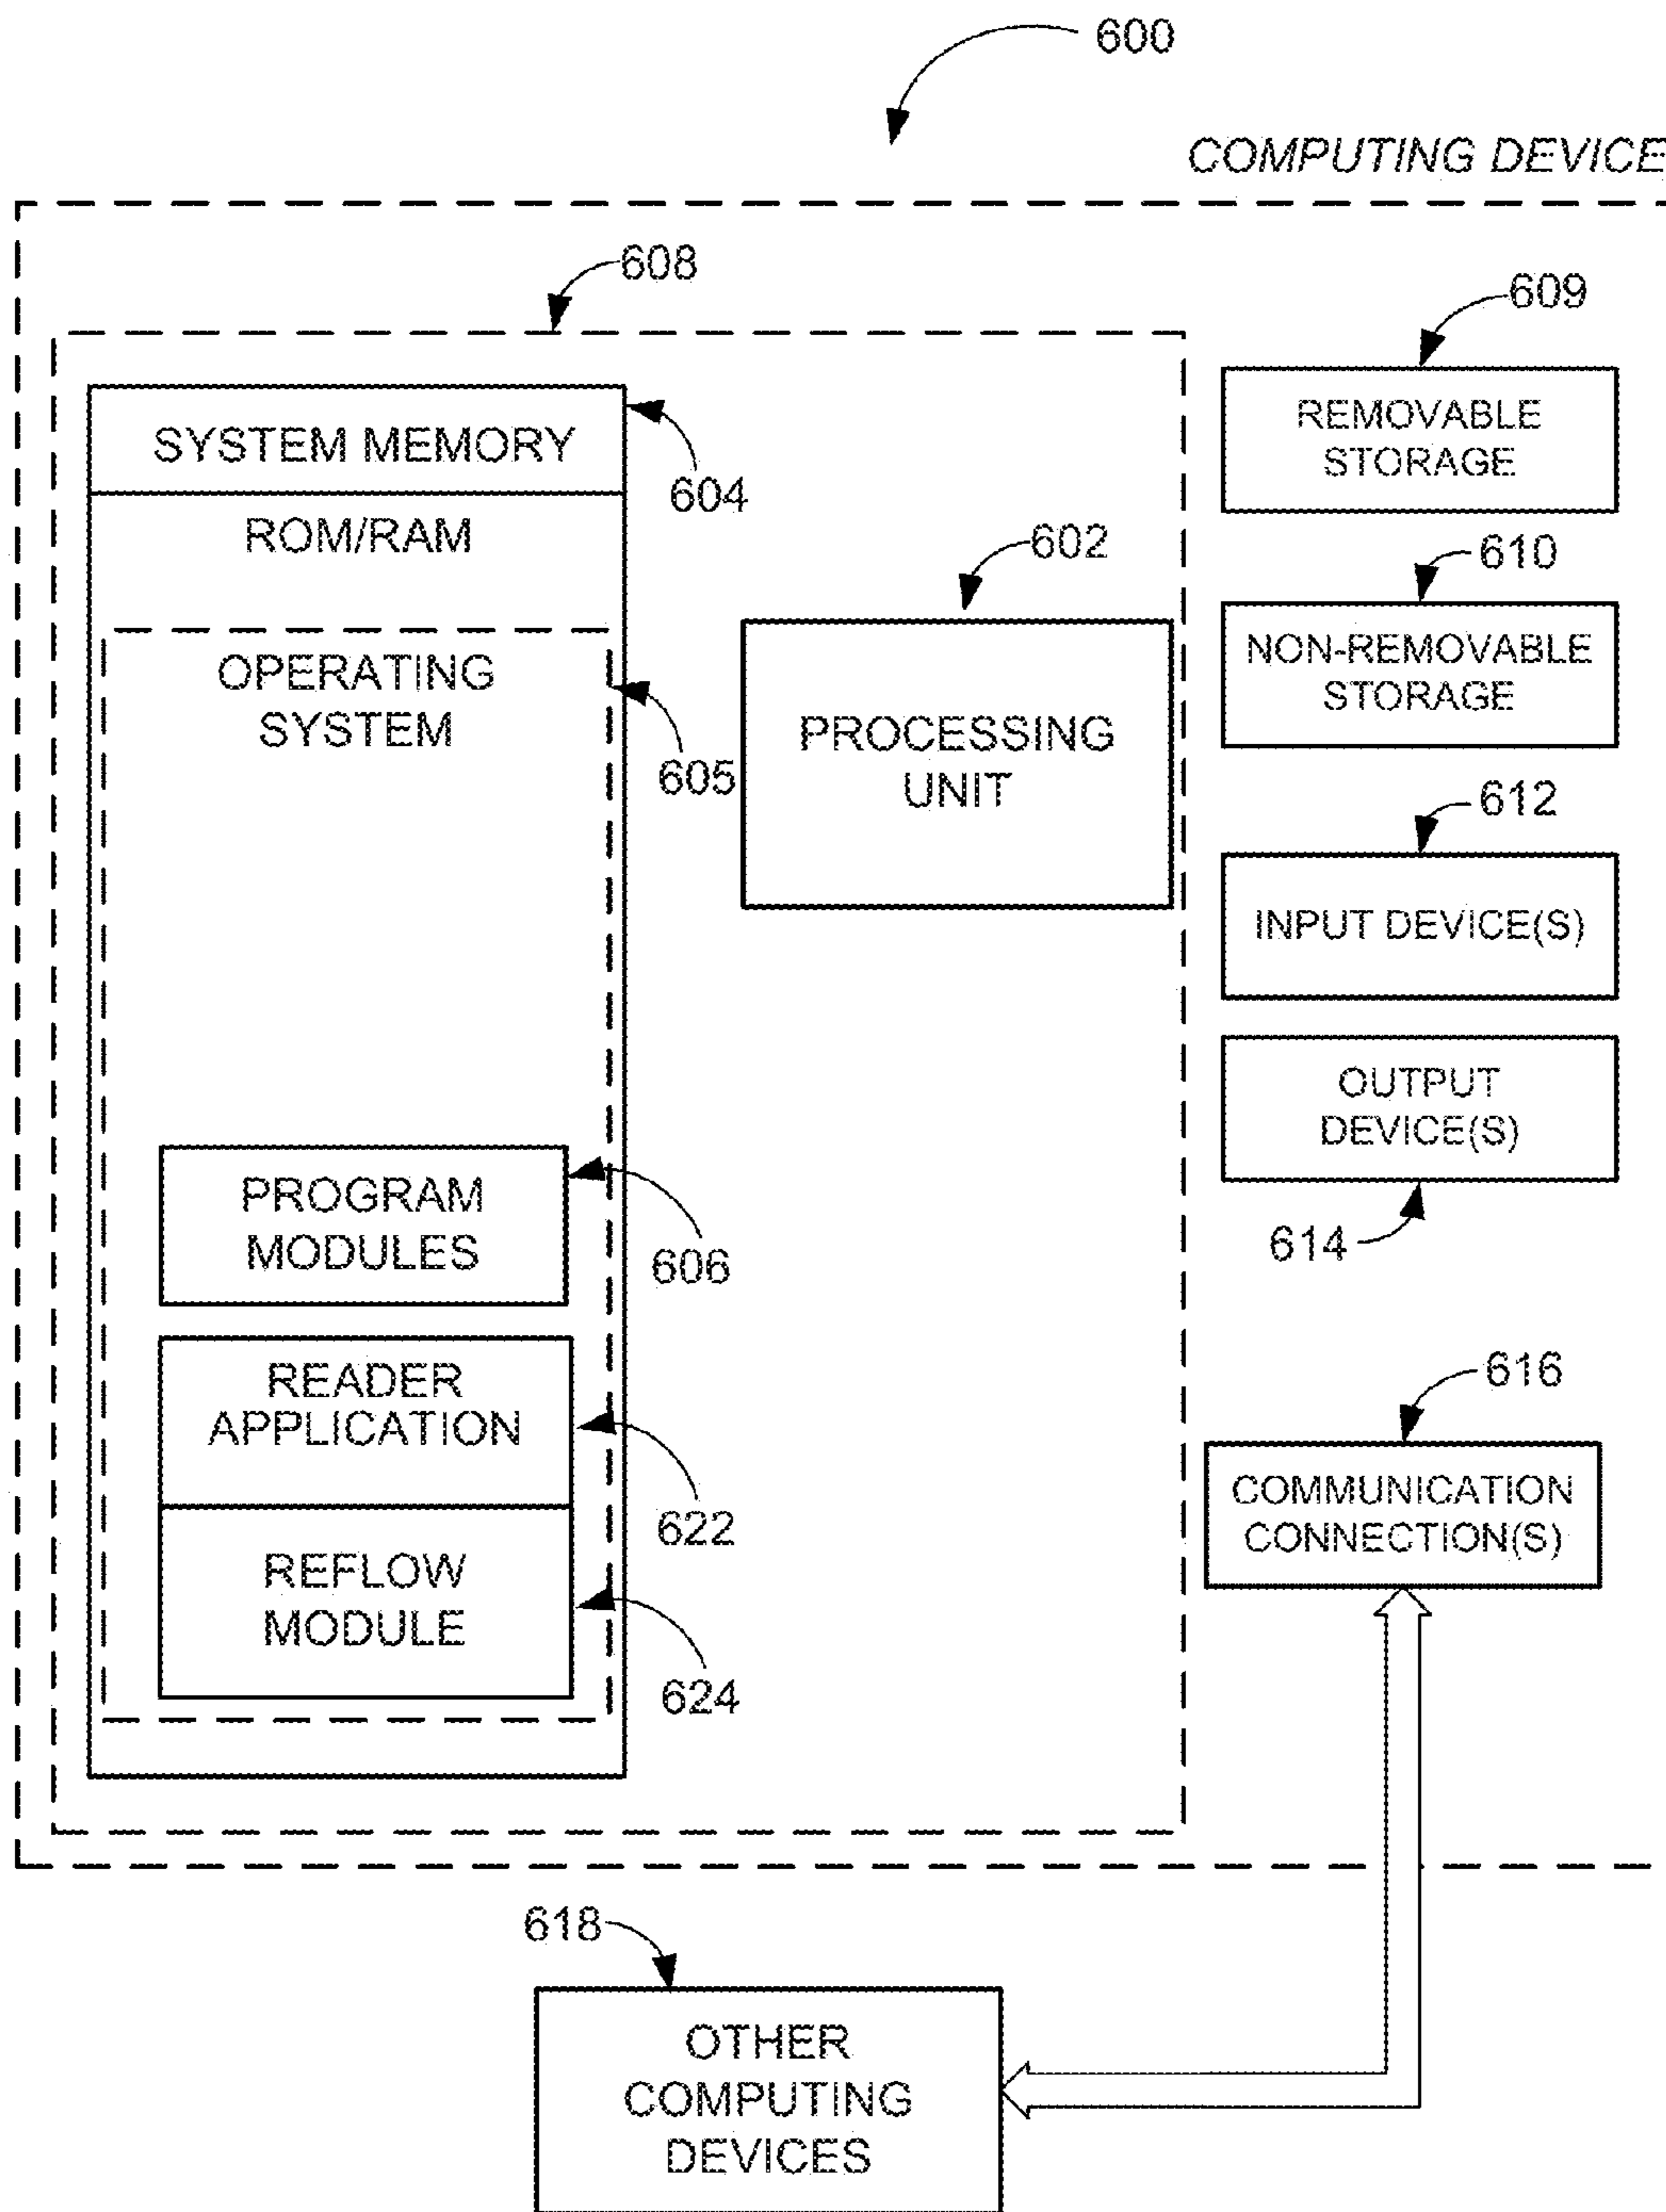 600
COMPUTING DEVICE
608
609
SYSTEM MEMORY
604
REMOVABLE
STORAGE
ROM/RAM
602
610
OPERATING
SYSTEM
605
PROCESSING
UNIT
NON-REMOVABLE
STORAGE
612
INPUT DEVICE(S)
OUTPUT
DEVICE(S)
614
PROGRAM
MODULES
606
READER
APPLICATION
622
616
COMMUNICATION
CONNECTION(S)
REFLOW
MODULE
624
618
OTHER
COMPUTING
DEVICES